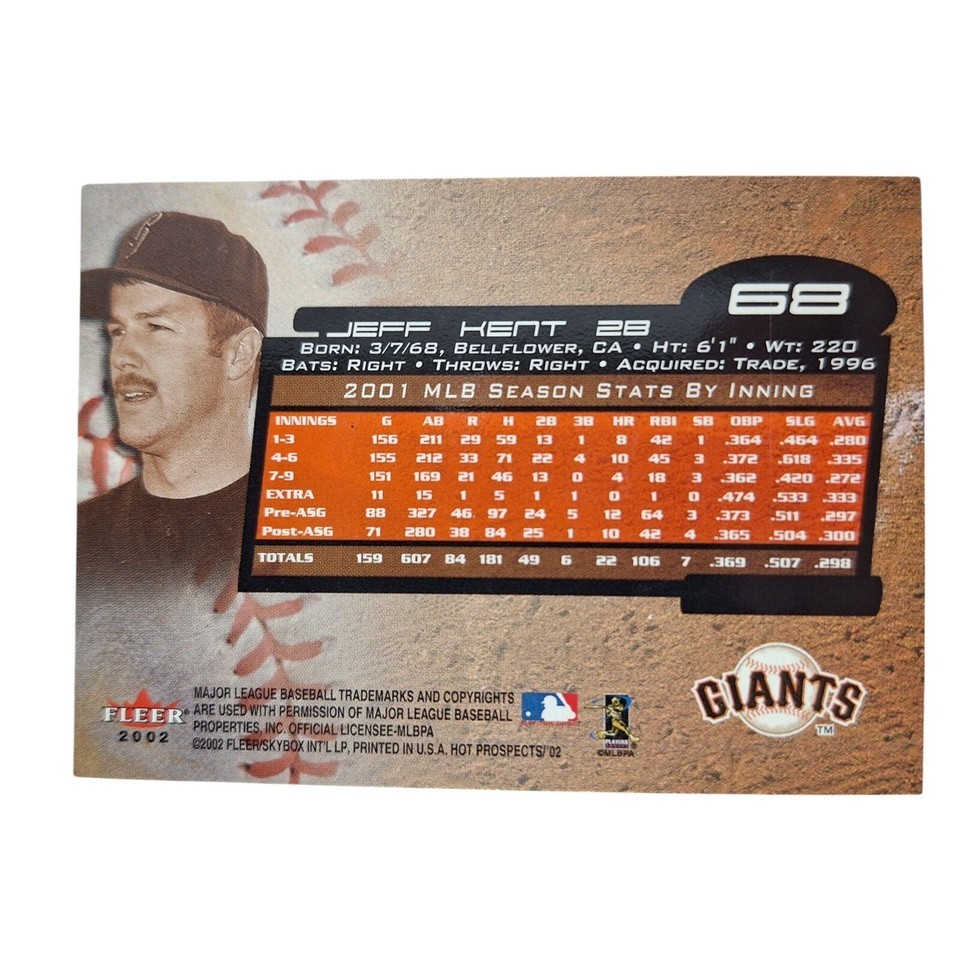 68
JEFF KENT 2B
BORN: 3/7/68, BELLFLOWER, CA • HT: 6'1" • WT: 220
BATS: RIGHT • THROWS: RIGHT • ACQUIRED: TRADE, 1996
2001 MLB SEASON STATS BY INNING
INNINGS G AB R H 2B 3B HR RBI SB OBP SLG AVG
1-3 156 211 29 59 13 1 8 42 1 .364 .464 .280
4-6 155 212 33 71 22 4 10 45 3 .372 .618 .335
7-9 151 169 21 46 13 0 4 18 3 .362 .420 .272
EXTRA 11 15 1 5 1 1 0 1 0 .474 .533 .333
Pre-ASG 88 327 46 97 24 5 12 64 3 .373 .511 .297
Post-ASG 71 280 38 84 25 1 10 42 4 .365 .504 .300
TOTALS 159 607 84 181 49 6 22 106 7 .369 .507 .298
FLEER®
2002
MAJOR LEAGUE BASEBALL TRADEMARKS AND COPYRIGHTS
ARE USED WITH PERMISSION OF MAJOR LEAGUE BASEBALL
PROPERTIES, INC. OFFICIAL LICENSEE-MLBPA
©2002 FLEER/SKYBOX INT'L LP, PRINTED IN U.S.A. HOT PROSPECTS/'02
PLAYERS
©MLBPA
GIANTS
TM